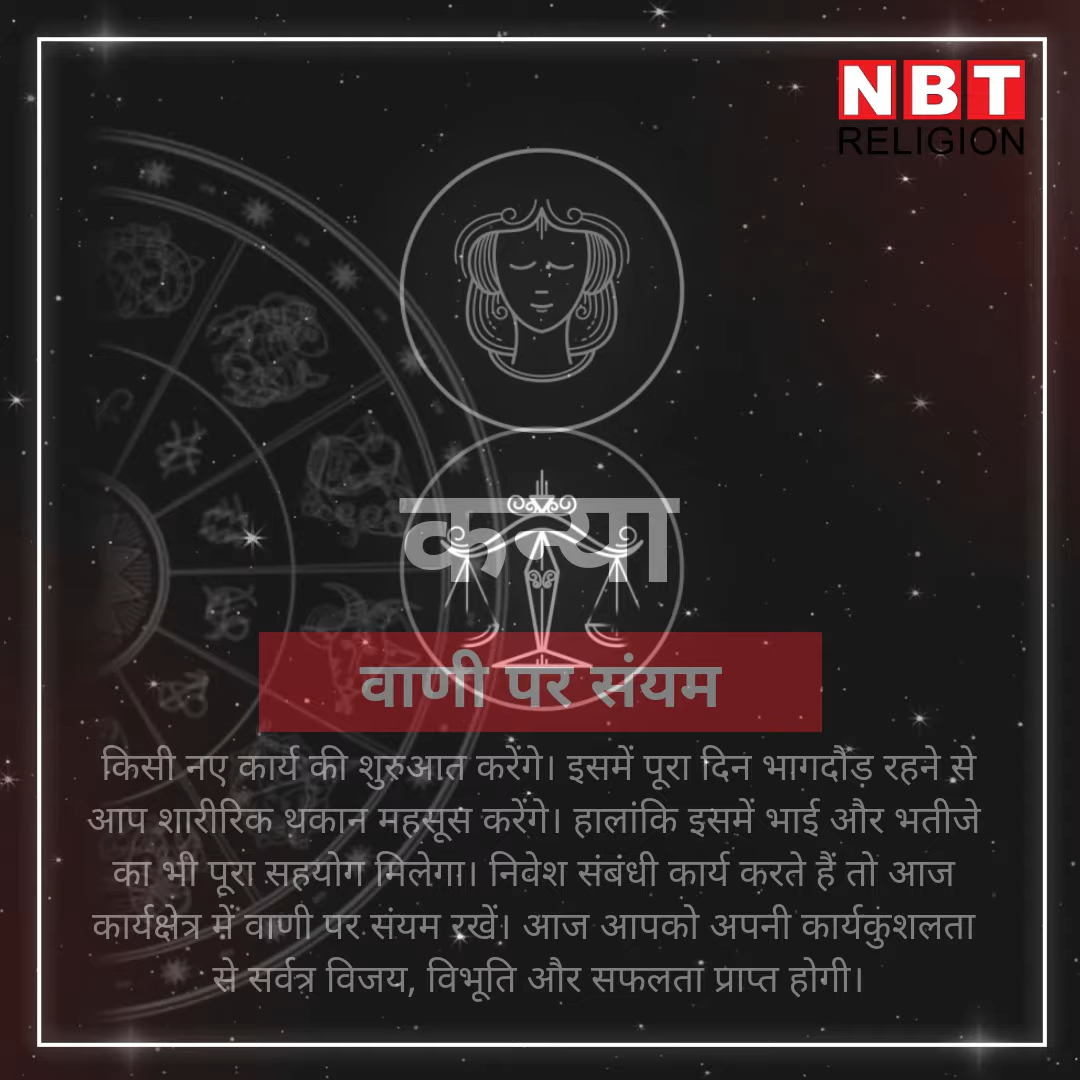 NBT
RELIGION
कन्या
वाणी पर संयम
किसी नए कार्य की शुरुआत करेंगे। इसमें पूरा दिन भागदौड रहने से
आप शारीरिक थकान महसूस करेंगे। हालांकि इसमें भाई और भतीजे
का भी पूरा सहयोग मिलेगा। निवेश संबंधी कार्य करते हैं तो आज
कार्यक्षेत्र में वाणी पर संयम रखें। आज आपको अपनी कार्यकुशलता
से सर्वत्र विजय, विभूति और सफलता प्राप्त होगी।